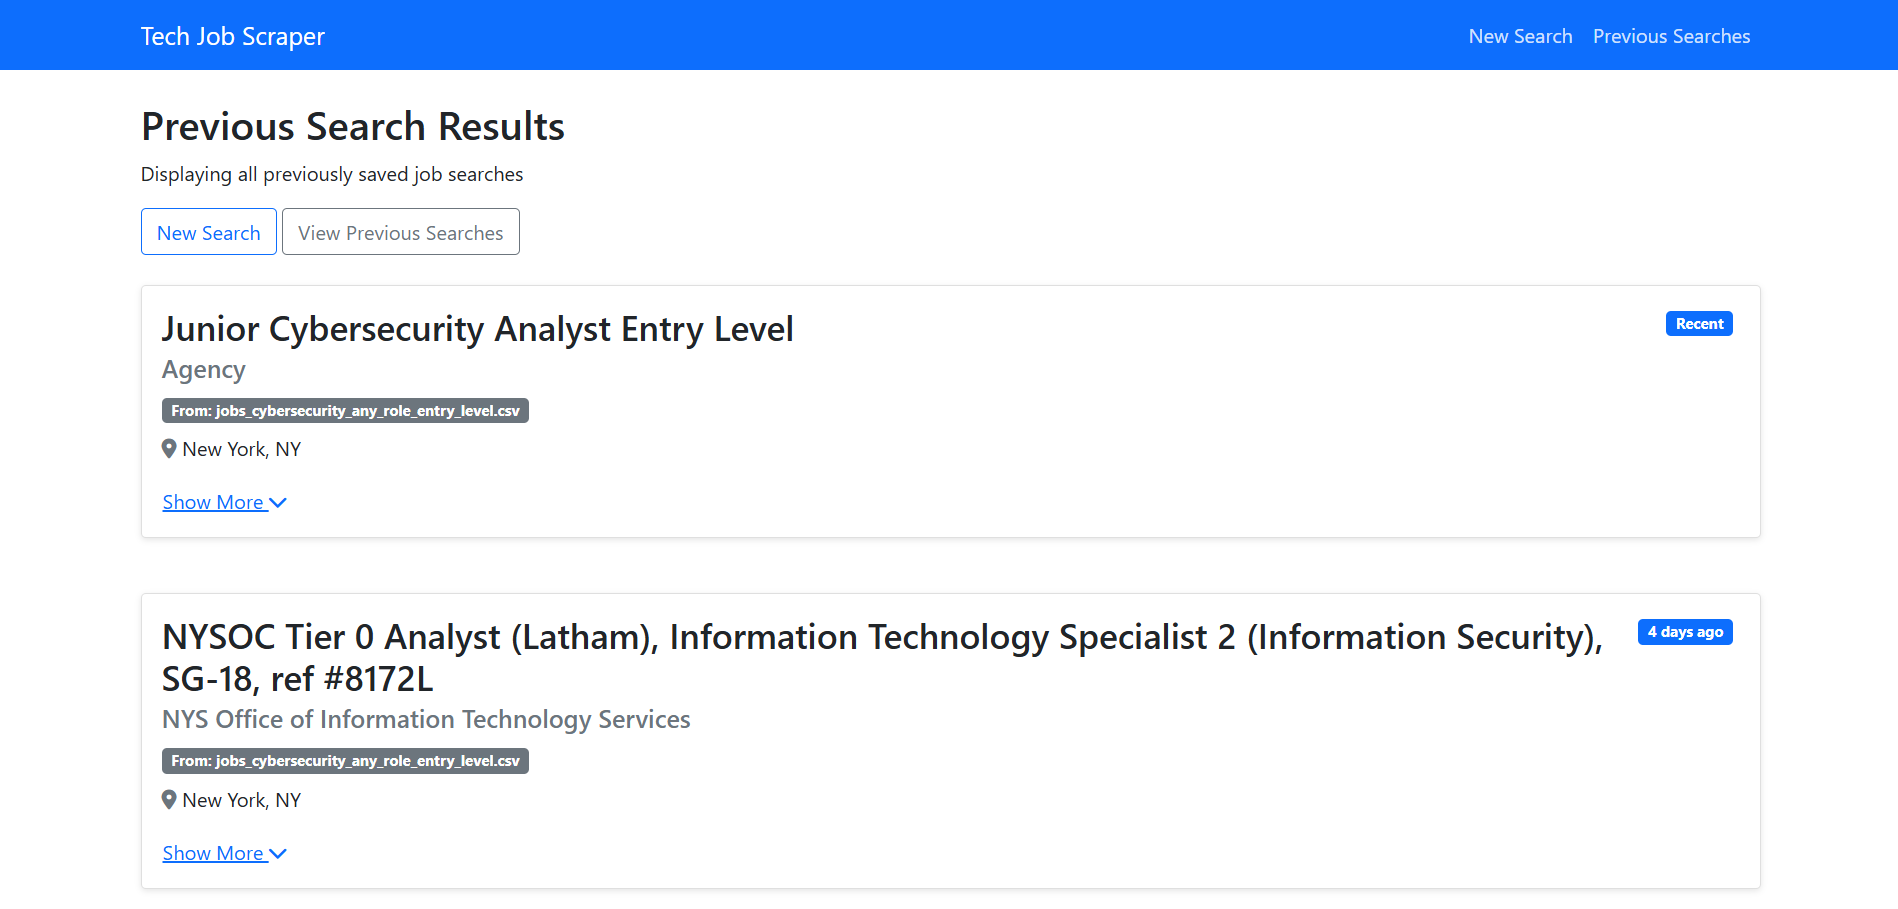 Tech Job Scraper
New Search
Previous Searches
Previous Search Results
Displaying all previously saved job searches
New Search
View Previous Searches
Junior Cybersecurity Analyst Entry Level
Recent
Agency
From: jobs_cybersecurity_any_role_entry_level.csv
New York, NY
Show More
NYSOC Tier 0 Analyst (Latham), Information Technology Specialist 2 (Information Security),
4 days ago
SG-18, ref #8172L
NYS Office of Information Technology Services
From: jobs_cybersecurity_any_role_entry_level.csv
New York, NY
Show More